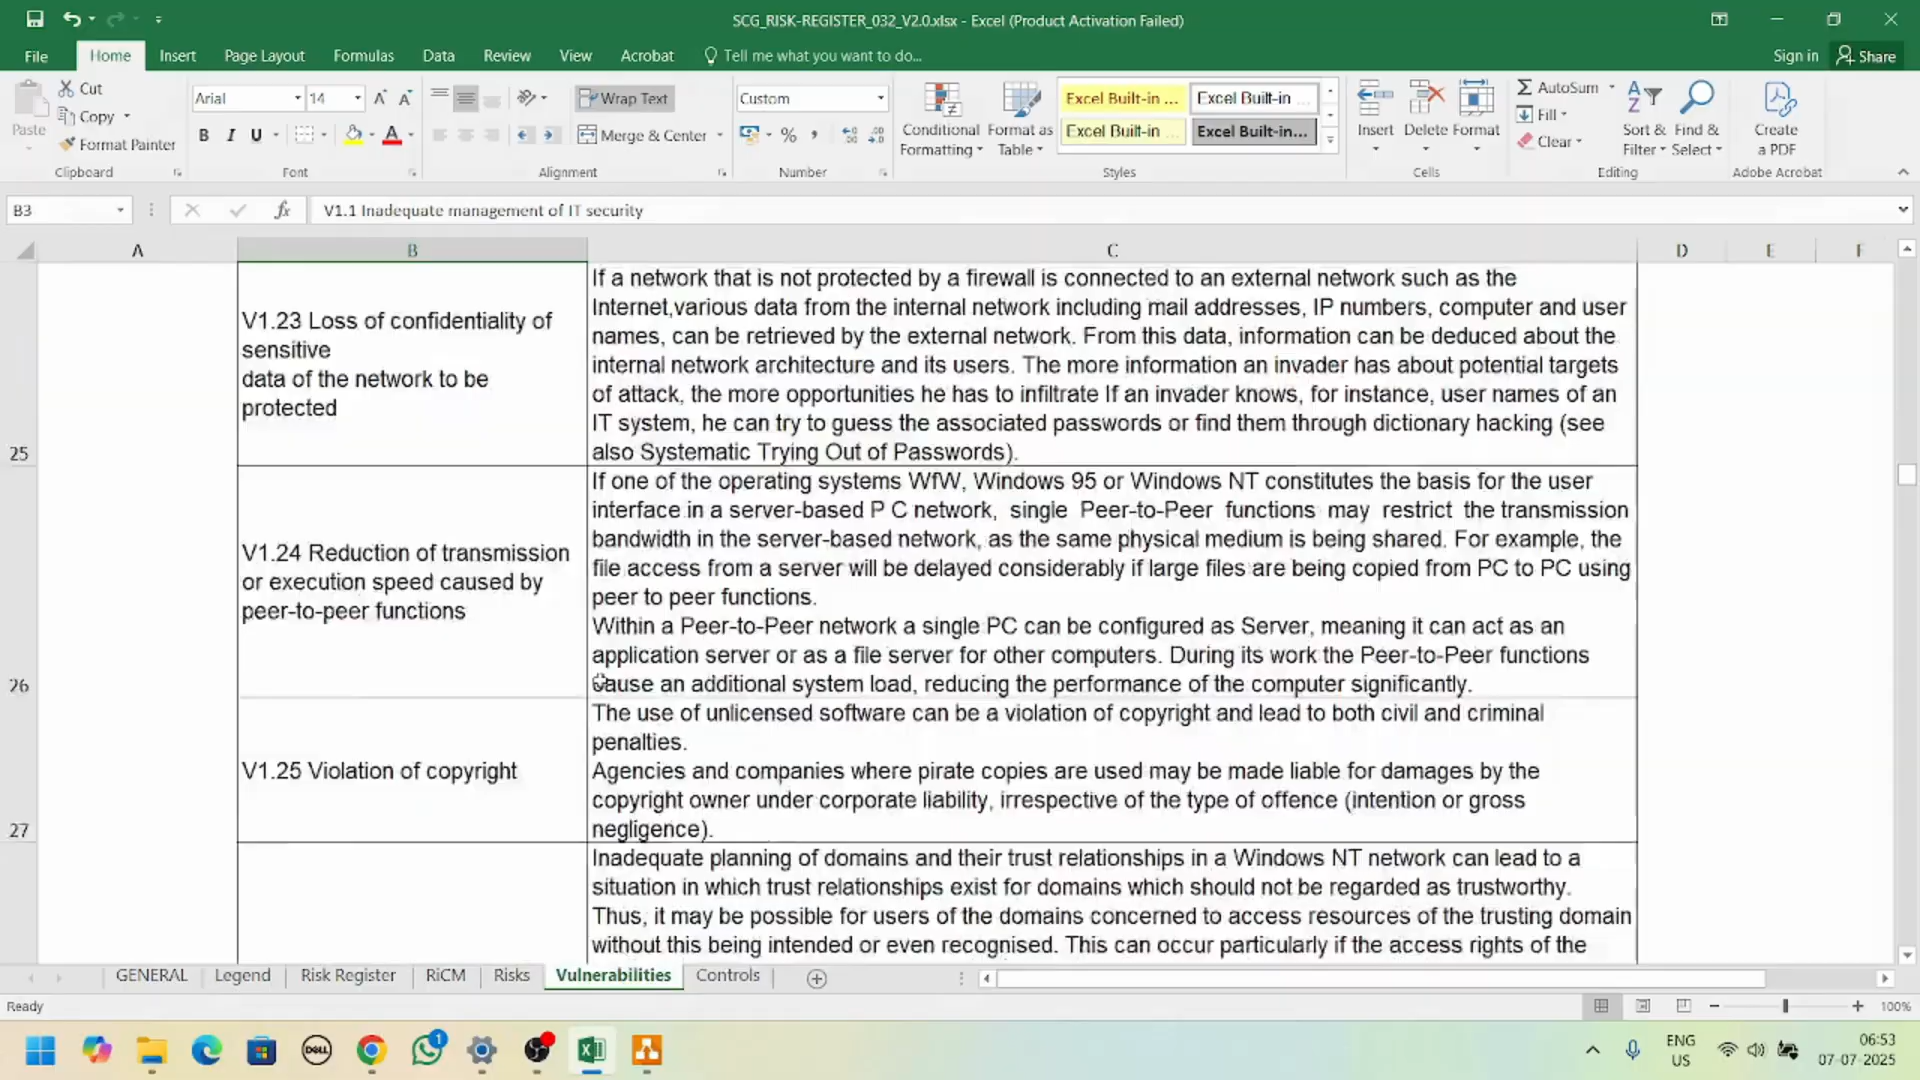 SCG_RISK-REGISTER_032_V2.0.xlsx - Excel (Product Activation Failed)
File Home Insert Page Layout Formulas Data Review View Acrobat Tell me what you want to do... Sign in Share
Paste
Cut
Copy
Format Painter
Clipboard
Arial 14
B I U
Font
Wrap Text
Merge & Center
Alignment
Custom
%
Number
Conditional Formatting
Format as Table
Excel Built-in ...
Excel Built-in ...
Excel Built-in ...
Excel Built-in...
Styles
Insert
Delete
Format
Cells
AutoSum
Fill
Clear
Sort & Filter
Find & Select
Editing
Create a PDF
Adobe Acrobat
B3
fx
V1.1 Inadequate management of IT security
A B C D E F
25
V1.23 Loss of confidentiality of
sensitive
data of the network to be
protected
If a network that is not protected by a firewall is connected to an external network such as the
Internet,various data from the internal network including mail addresses, IP numbers, computer and user
names, can be retrieved by the external network. From this data, information can be deduced about the
internal network architecture and its users. The more information an invader has about potential targets
of attack, the more opportunities he has to infiltrate If an invader knows, for instance, user names of an
IT system, he can try to guess the associated passwords or find them through dictionary hacking (see
also Systematic Trying Out of Passwords).
26
V1.24 Reduction of transmission
or execution speed caused by
peer-to-peer functions
If one of the operating systems WfW, Windows 95 or Windows NT constitutes the basis for the user
interface in a server-based P C network, single Peer-to-Peer functions may restrict the transmission
bandwidth in the server-based network, as the same physical medium is being shared. For example, the
file access from a server will be delayed considerably if large files are being copied from PC to PC using
peer to peer functions.
Within a Peer-to-Peer network a single PC can be configured as Server, meaning it can act as an
application server or as a file server for other computers. During its work the Peer-to-Peer functions
cause an additional system load, reducing the performance of the computer significantly.
27
V1.25 Violation of copyright
The use of unlicensed software can be a violation of copyright and lead to both civil and criminal
penalties.
Agencies and companies where pirate copies are used may be made liable for damages by the
copyright owner under corporate liability, irrespective of the type of offence (intention or gross
negligence).
Inadequate planning of domains and their trust relationships in a Windows NT network can lead to a
situation in which trust relationships exist for domains which should not be regarded as trustworthy.
Thus, it may be possible for users of the domains concerned to access resources of the trusting domain
without this being intended or even recognised. This can occur particularly if the access rights of the
GENERAL Legend Risk Register RiCM Risks Vulnerabilities Controls
Ready
100%
DELL
1
ENG
US
06:53
07-07-2025